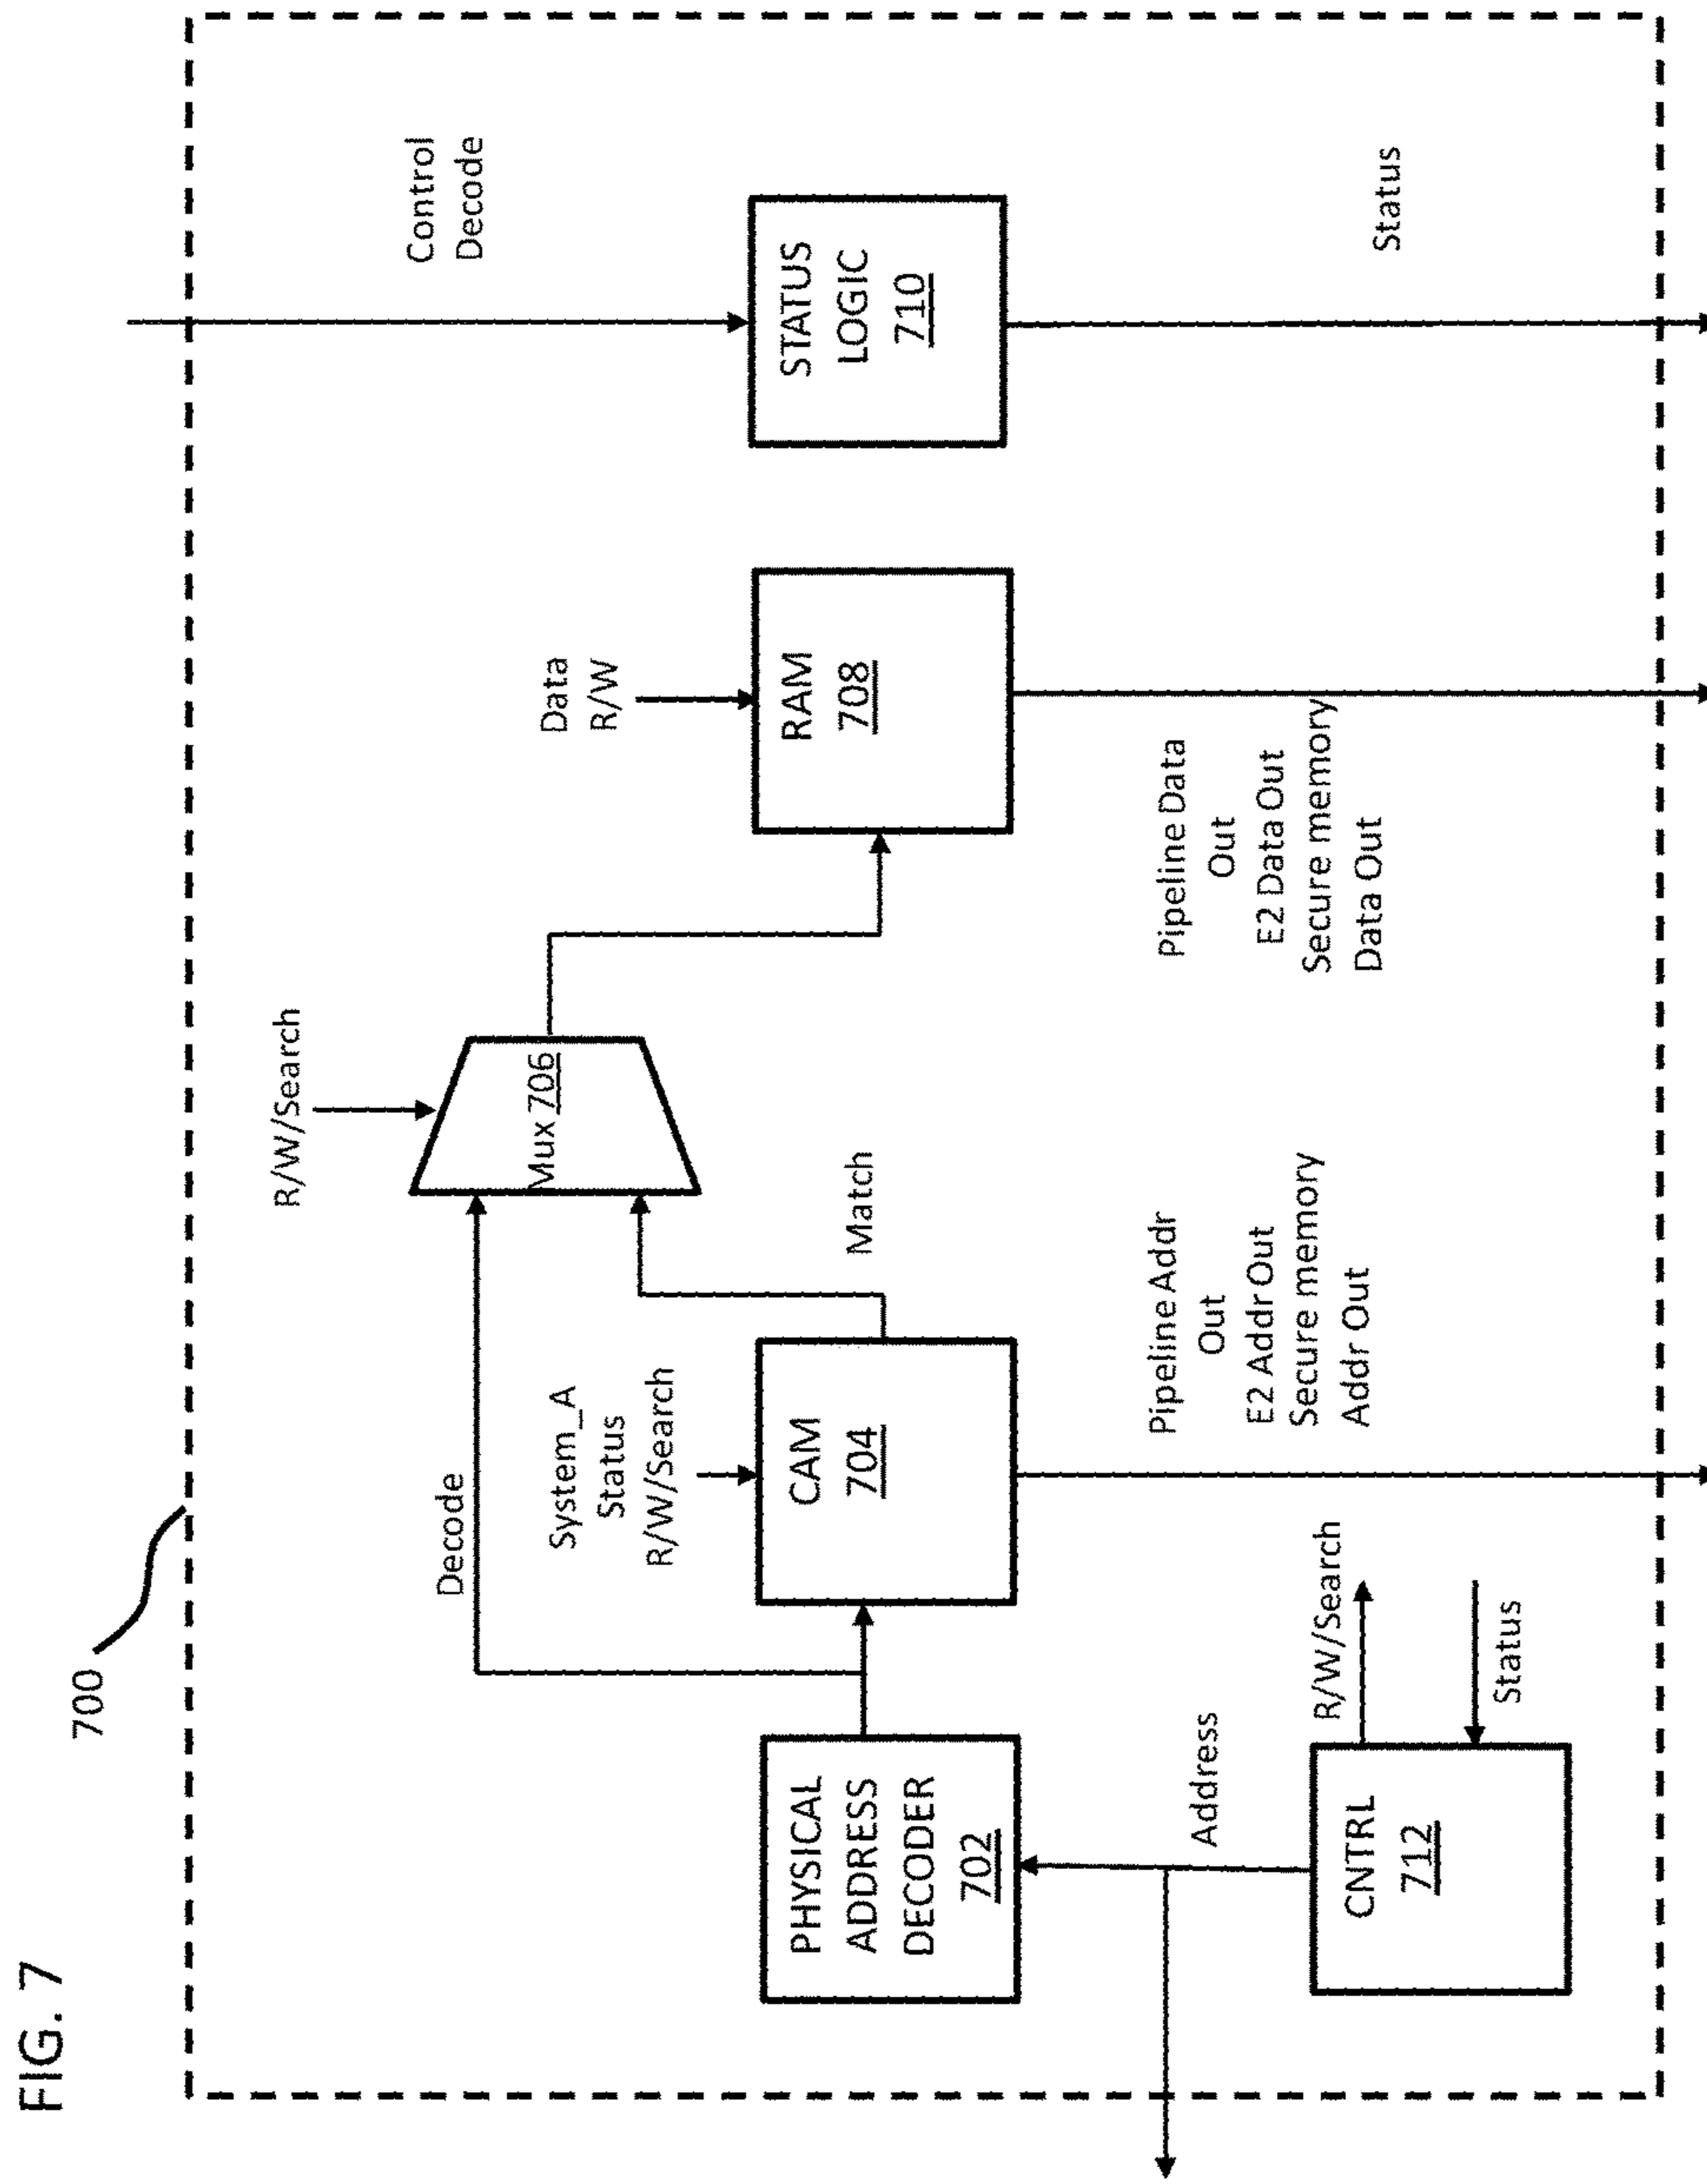 FIG. 7
700
Control
Decode
R/W/Search
Decode
Mux 706
Data
R/W
System_A
Status
R/W/Search
Match
PHYSICAL
ADDRESS
DECODER
702
CAM
704
RAM
708
STATUS
LOGIC
710
Address
Pipeline Addr
Out
E2 Addr Out
Secure memory
Addr Out
Pipeline Data
Out
E2 Data Out
Secure memory
Data Out
Status
CNTRL
712
R/W/Search
Status